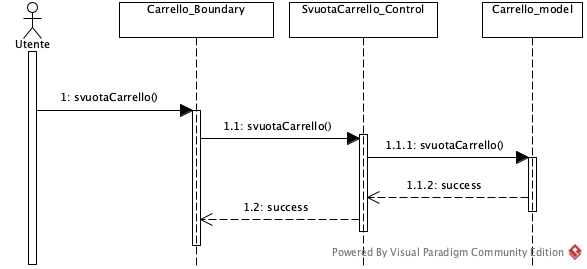 Carrello_Boundary
SvuotaCarrello_Control
Carrello_model
Utente
1: svuotaCarrello()
1.1: svuotaCarrello()
1.1.1: svuotaCarrello()
1.1.2: success
1.2: success
Powered By Visual Paradigm Community Edition